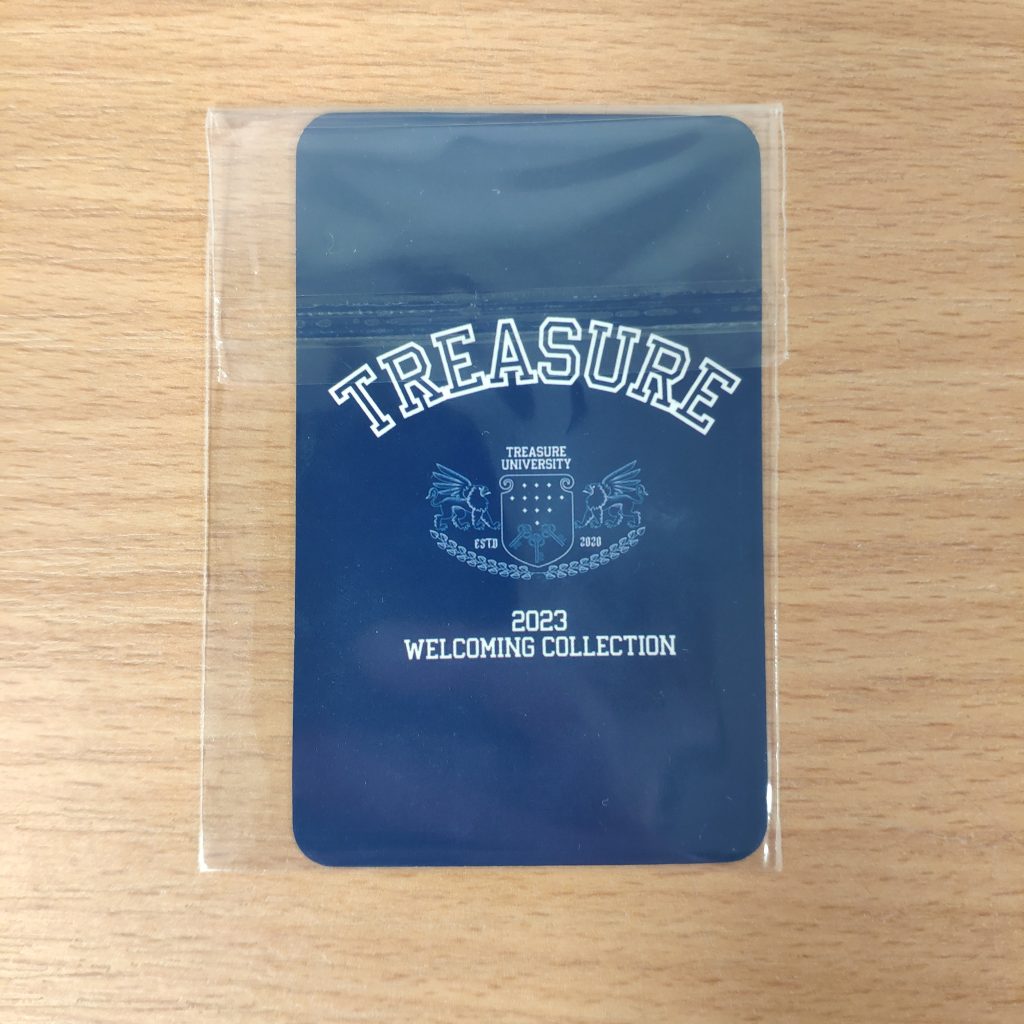 TREASURE
TREASURE
UNIVERSITY
ESTD 2020
2023
WELCOMING COLLECTION